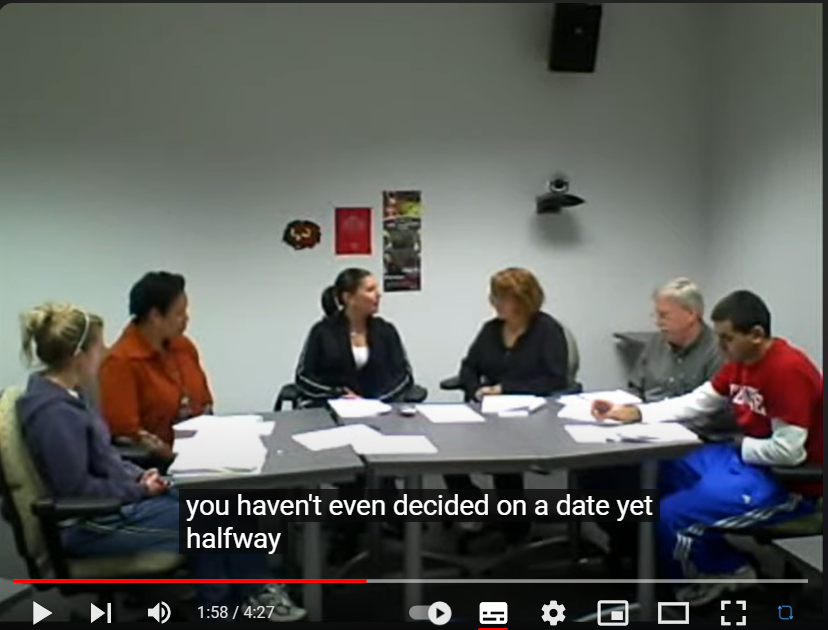 you haven't even decided on a date yet
halfway
1:58 / 4:27